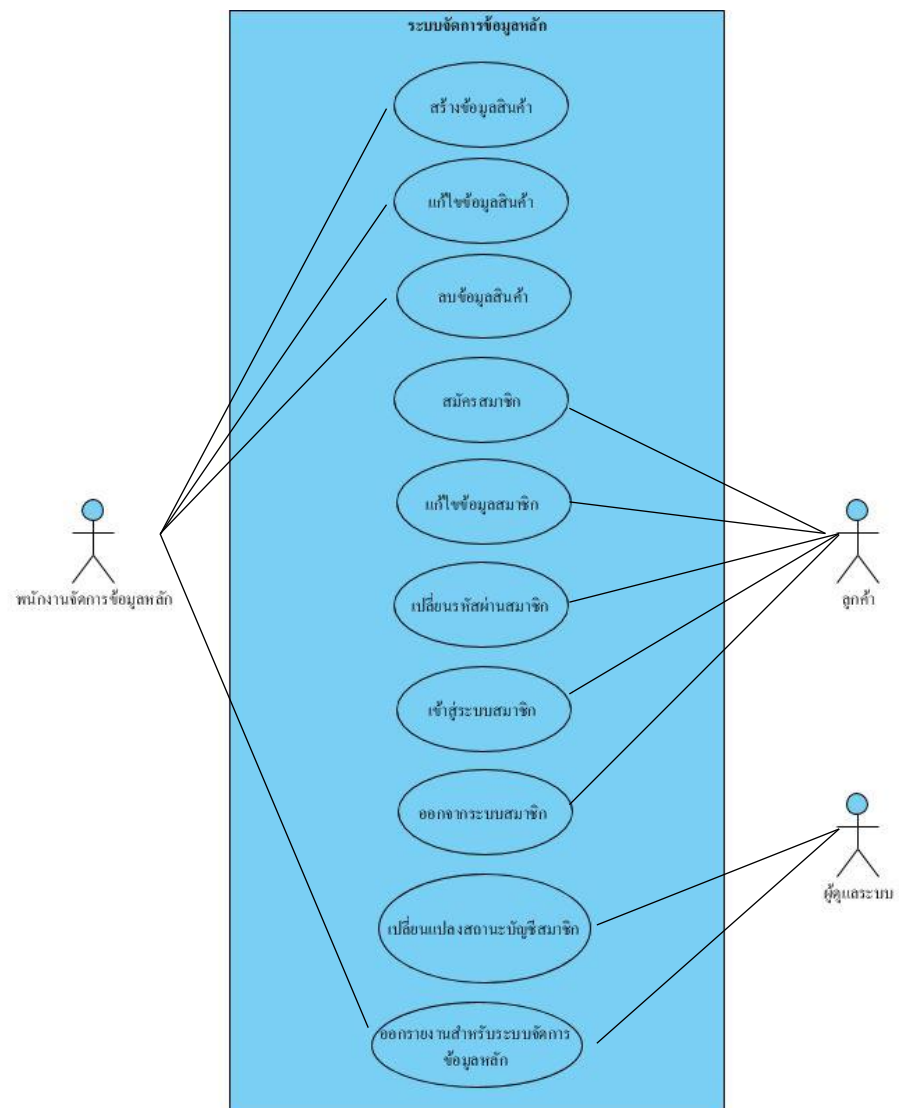 ระบบจัดการข้อมูลหลัก
สร้างข้อมูลสินค้า
แก้ไขข้อมูลสินค้า
ลบข้อมูลสินค้า
สมัครสมาชิก
แก้ไขข้อมูลสมาชิก
พนักงานจัดการข้อมูลหลัก
เปลี่ยนรหัสผ่านสมาชิก
ลูกค้า
เข้าสู่ระบบสมาชิก
ออกจากระบบสมาชิก
ผู้ดูแลระบบ
เปลี่ยนแปลงสถานะบัญชีสมาชิก
ออกรายงานสำหรับระบบจัดการ
ข้อมูลหลัก